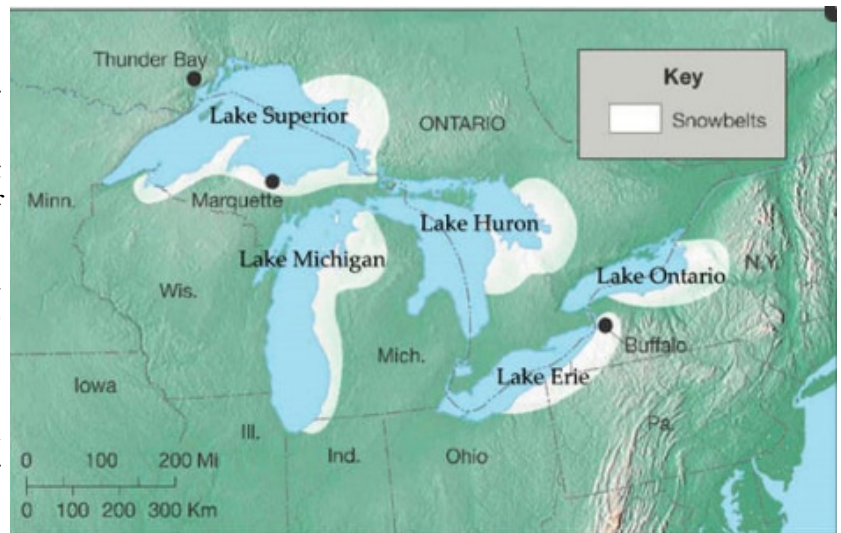 Thunder Bay
Key
Snowbelts
Lake Superior
ONTARIO
Minn.
Marquette
Lake Huron
Lake Michigan
Lake Ontario
N.Y.
Wis.
Buffalo
Mich.
Lake Erie
Iowa
Ill.
Pa.
Ind.
Ohio
0 100 200 Mi
0 100 200 300 Km